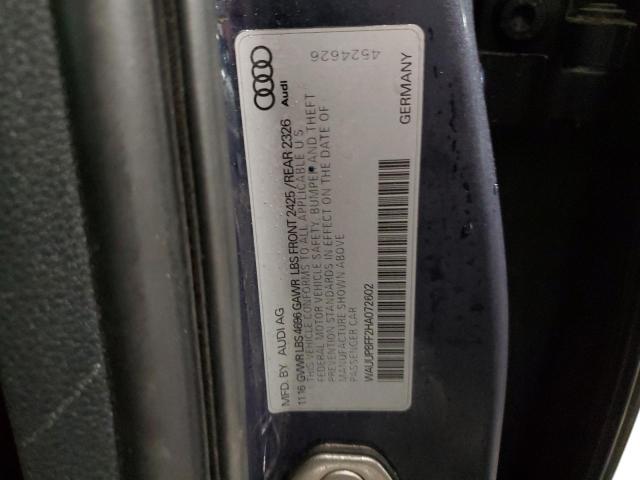 MFD. BY AUDI AG
Audi
11.16 GVWR LBS 4696 GAWR LBS FRONT 2425 / REAR 2326
THIS VEHICLE CONFORMS TO ALL APPLICABLE U.S.
FEDERAL MOTOR VEHICLE SAFETY, BUMPER AND THEFT
PREVENTION STANDARDS IN EFFECT ON THE DATE OF
MANUFACTURE SHOWN ABOVE
PASSENGER CAR
WAUUPBFF2HA072602
4524626
GERMANY